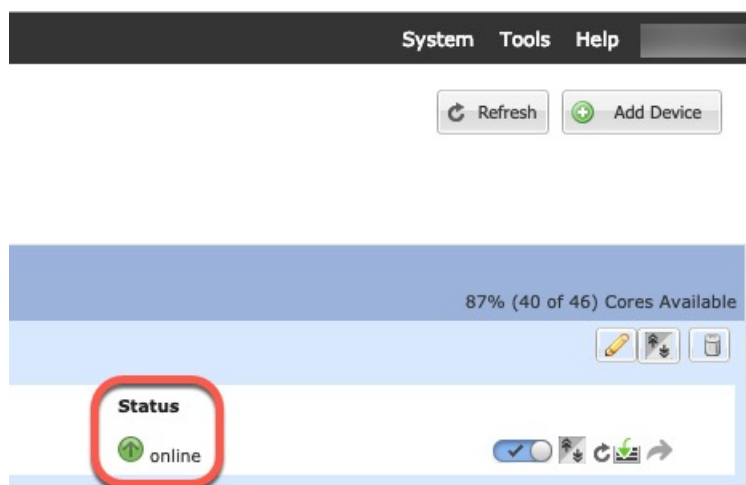 System Tools Help
Refresh Add Device
87% (40 of 46) Cores Available
Status
online